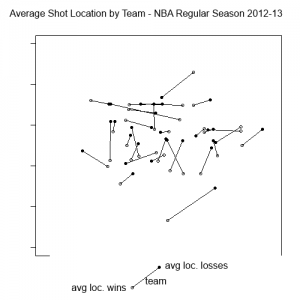 Average Shot Location by Team - NBA Regular Season 2012-13
avg loc. losses
team
avg loc. wins